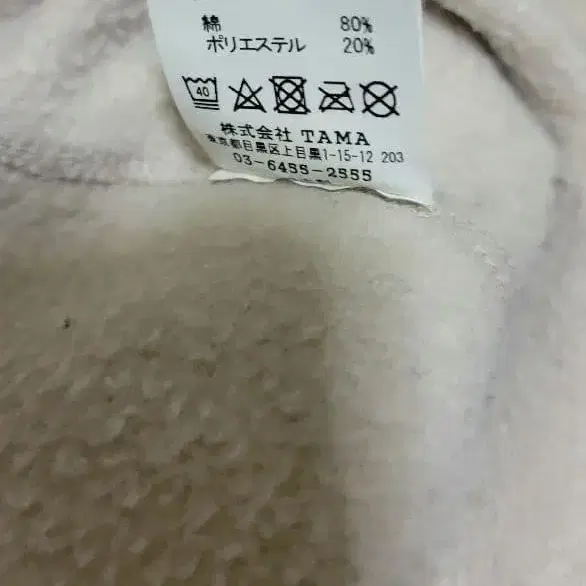 綿 80%
ポリエステル 20%
40
株式会社 TAMA
東京都目黒区上目黒1-15-12 203
03-6455-2555